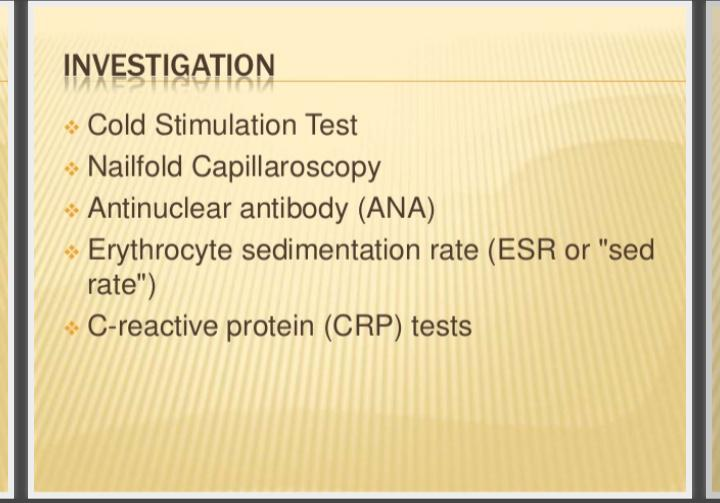 INVESTIGATION
Cold Stimulation Test
Nailfold Capillaroscopy
Antinuclear antibody (ANA)
Erythrocyte sedimentation rate (ESR or "sed
rate")
C-reactive protein (CRP) tests